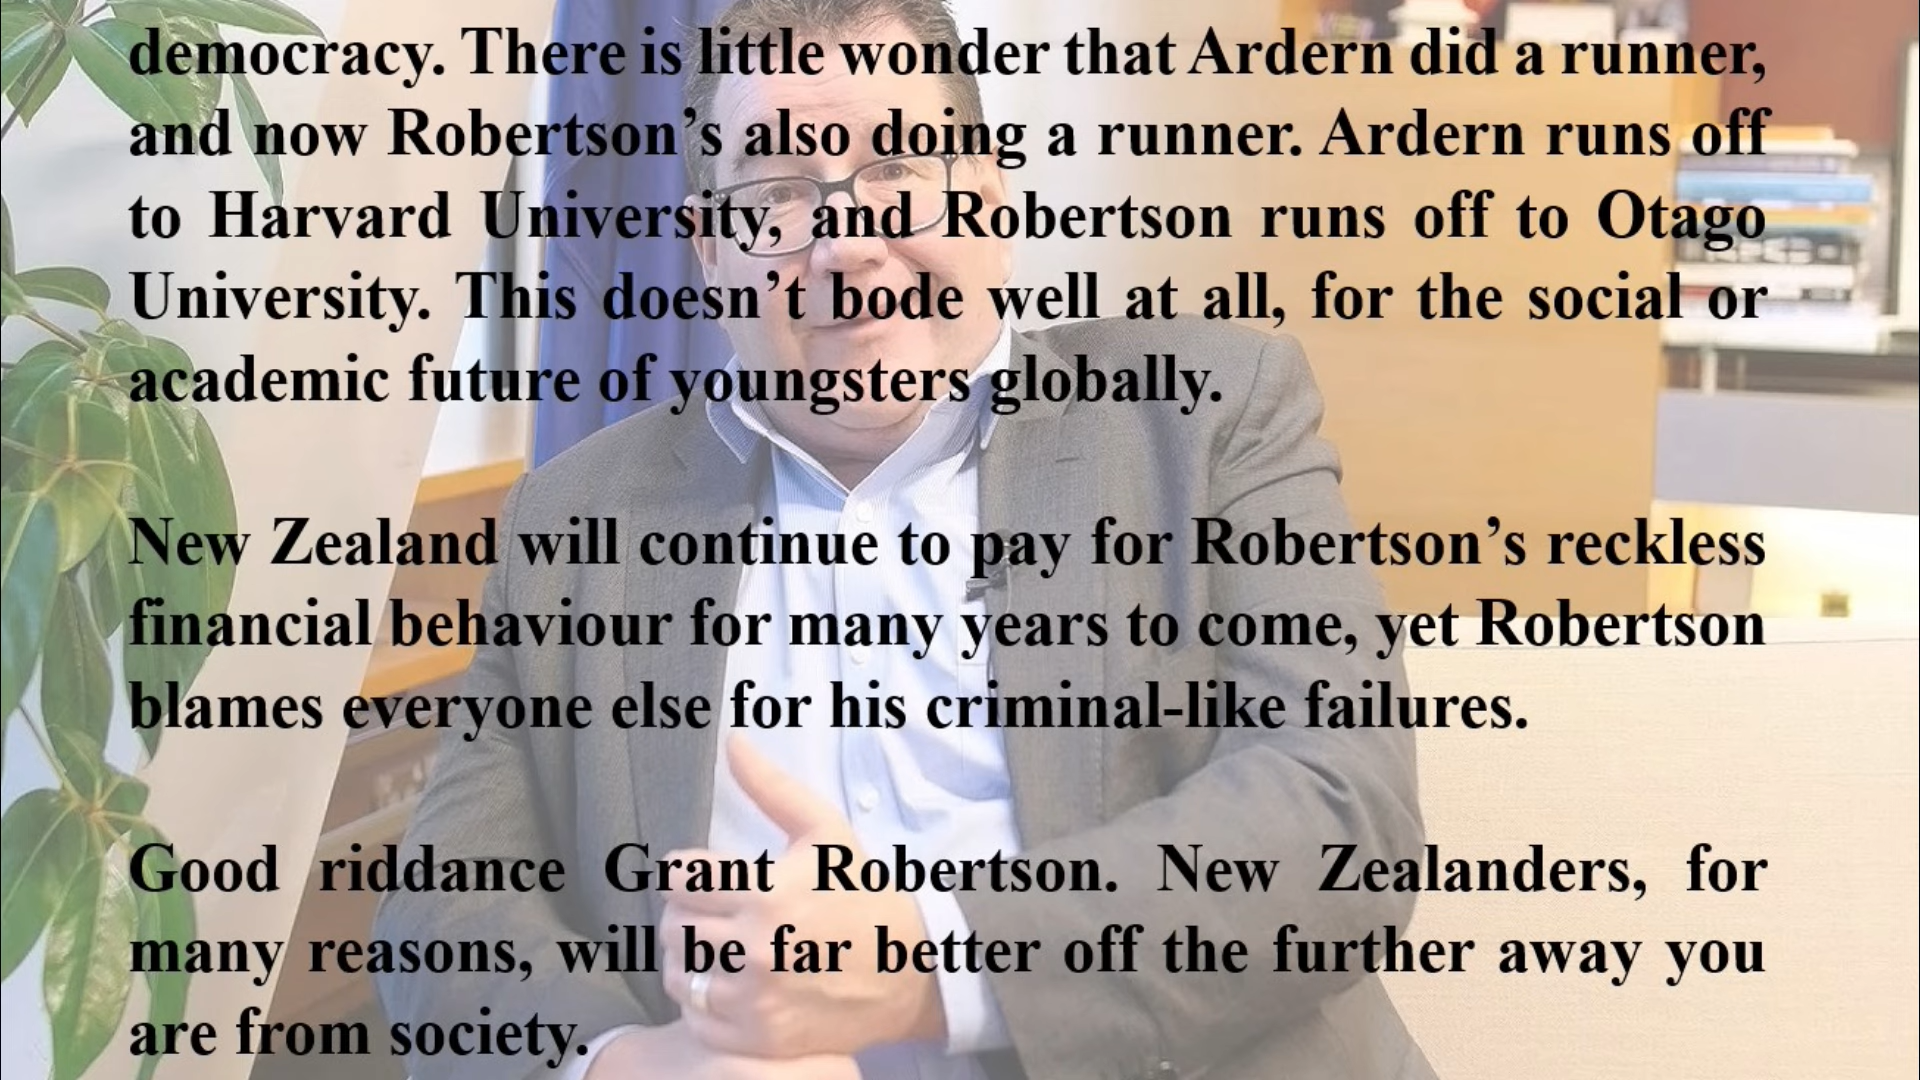 democracy. There is little wonder that Ardern did a runner,
and now Robertson’s also doing a runner. Ardern runs off
to Harvard University, and Robertson runs off to Otago
University. This doesn’t bode well at all, for the social or
academic future of youngsters globally.
New Zealand will continue to pay for Robertson’s reckless
financial behaviour for many years to come, yet Robertson
blames everyone else for his criminal-like failures.
Good riddance Grant Robertson. New Zealanders, for
many reasons, will be far better off the further away you
are from society.